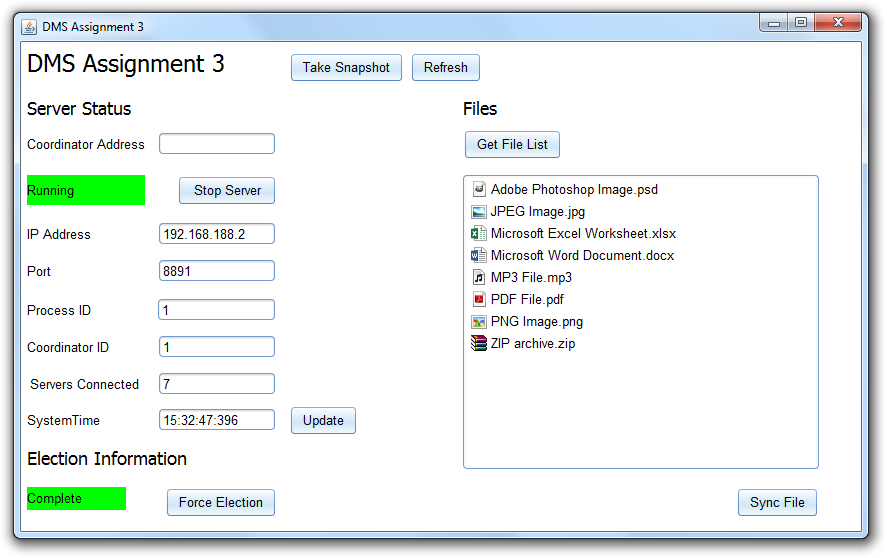 DMS Assignment 3
DMS Assignment 3
Take Snapshot
Refresh
Server Status
Coordinator Address
Running
Stop Server
IP Address
192.168.188.2
Port
8891
Process ID
1
Coordinator ID
1
Servers Connected
7
SystemTime
15:32:47:396
Update
Election Information
Complete
Force Election
Files
Get File List
Adobe Photoshop Image.psd
JPEG Image.jpg
Microsoft Excel Worksheet.xlsx
Microsoft Word Document.docx
MP3 File.mp3
PDF File.pdf
PNG Image.png
ZIP archive.zip
Sync File